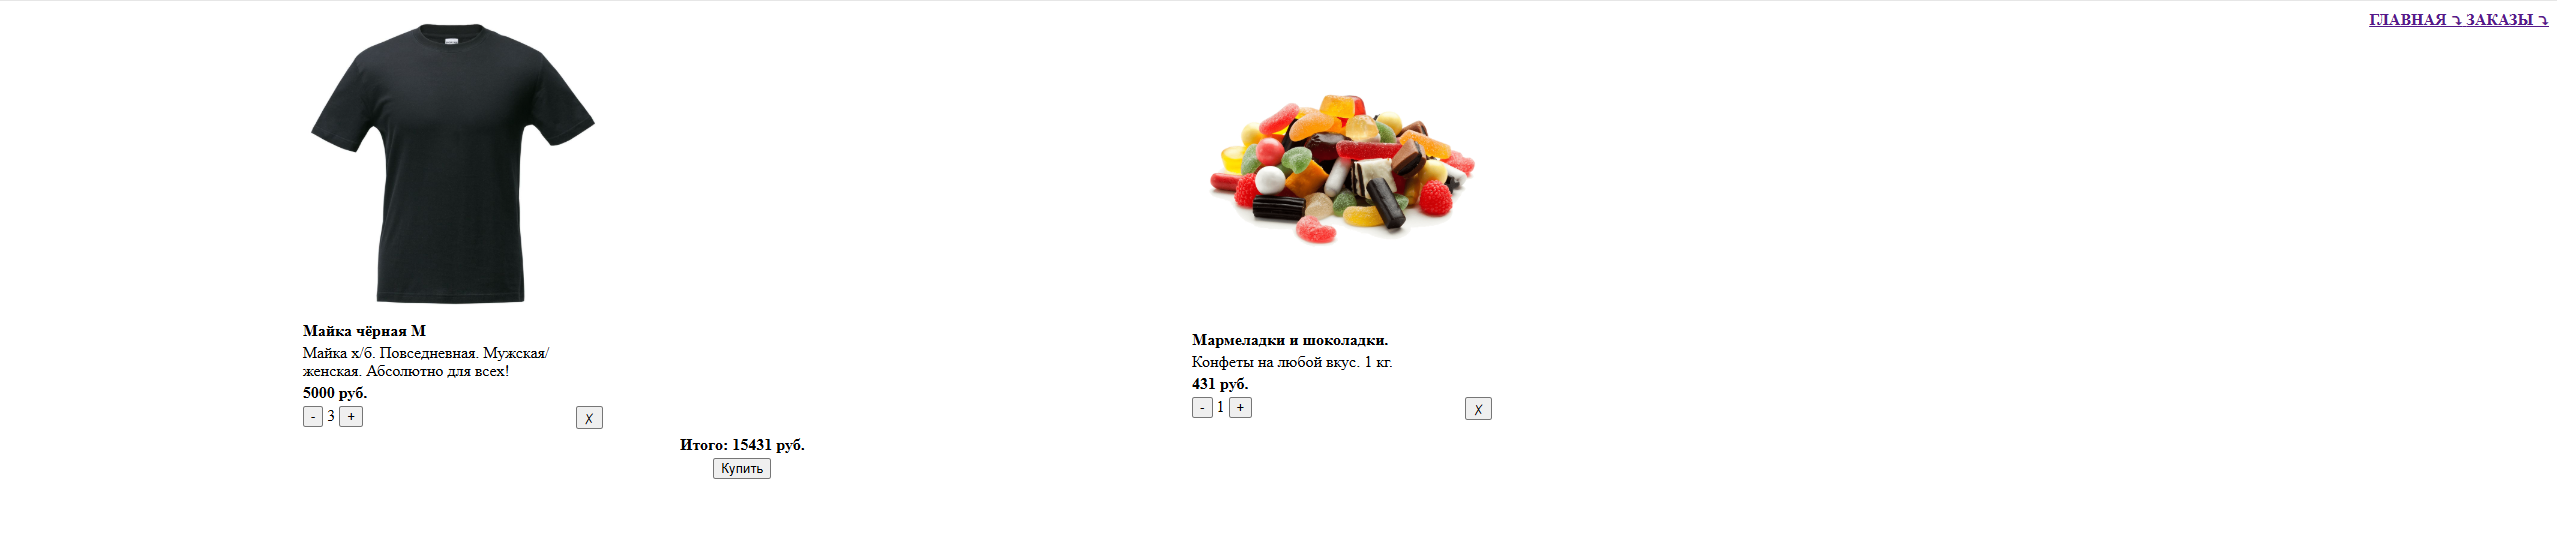 ГЛАВНАЯ ⤵ ЗАКАЗЫ ⤵
Майка чёрная M
Майка х/б. Повседневная. Мужская/
женская. Абсолютно для всех!
5000 руб.
- 3 + ✗
Мармеладки и шоколадки.
Конфеты на любой вкус. 1 кг.
431 руб.
- 1 + ✗
Итого: 15431 руб.
Купить